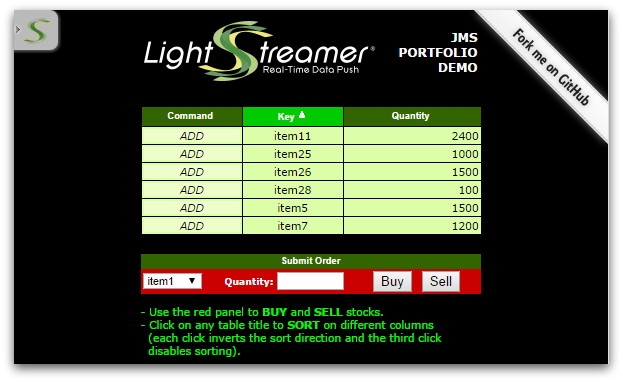 LightStreamer®
Real-Time Data Push
JMS
PORTFOLIO
DEMO
Fork me on GitHub
Command Key Quantity
ADD item11 2400
ADD item25 1000
ADD item26 1500
ADD item28 100
ADD item5 1500
ADD item7 1200
Submit Order
item1 Quantity: Buy Sell
- Use the red panel to BUY and SELL stocks.
- Click on any table title to SORT on different columns
(each click inverts the sort direction and the third click
disables sorting).